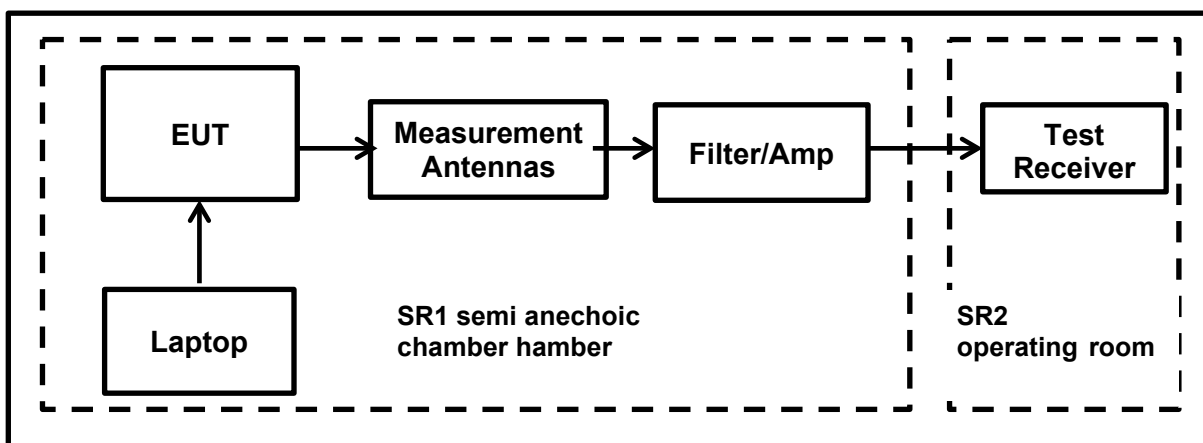 EUT
Measurement
Antennas
Filter/Amp
Test
Receiver
Laptop
SR1 semi anechoic
chamber hamber
SR2
operating room